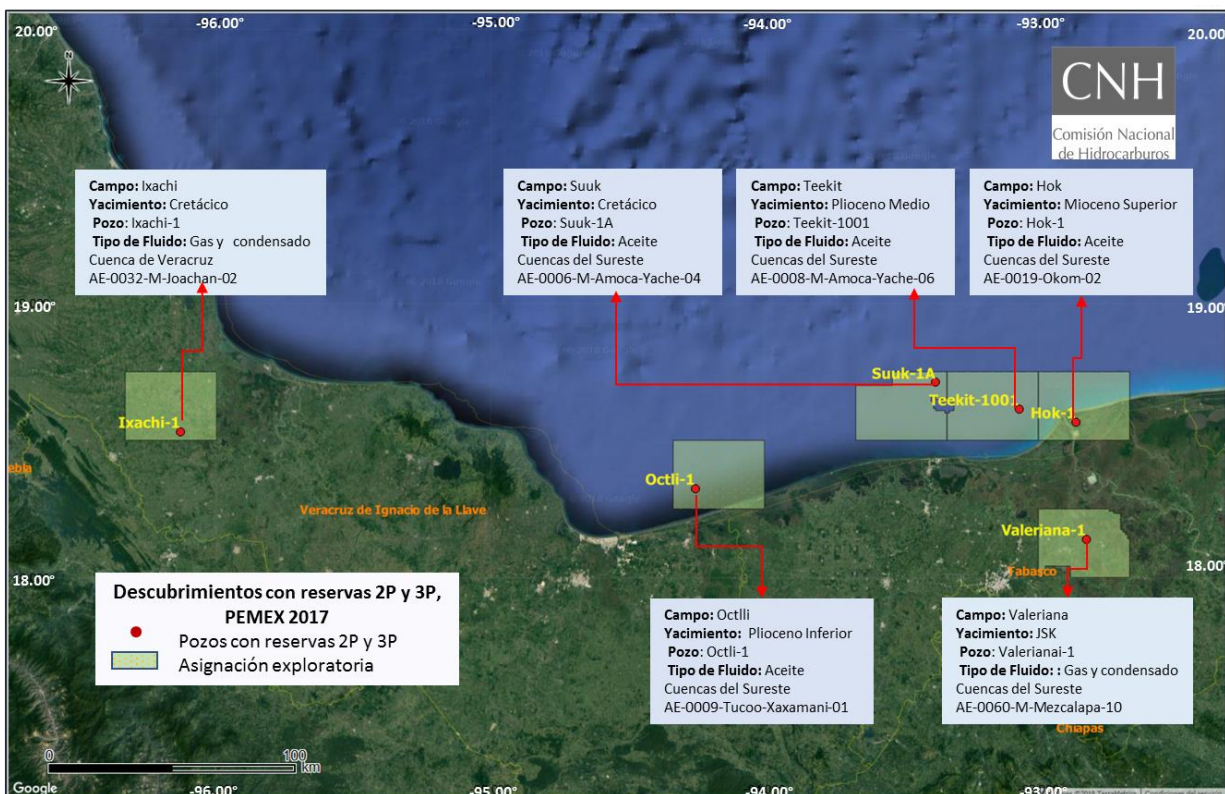 -96.00°
-95.00°
-94.00°
-93.00°
20.00°
20.00°
N
CNH
Comisión Nacional
de Hidrocarburos
Campo: Ixachi
Yacimiento: Cretácico
Pozo: Ixachi-1
Tipo de Fluido: Gas y condensado
Cuenca de Veracruz
AE-0032-M-Joachan-02
Campo: Suuk
Yacimiento: Cretácico
Pozo: Suuk-1A
Tipo de Fluido: Aceite
Cuencas del Sureste
AE-0006-M-Amoca-Yache-04
Campo: Teekit
Yacimiento: Plioceno Medio
Pozo: Teekit-1001
Tipo de Fluido: Aceite
Cuencas del Sureste
AE-0008-M-Amoca-Yache-06
Campo: Hok
Yacimiento: Mioceno Superior
Pozo: Hok-1
Tipo de Fluido: Aceite
Cuencas del Sureste
AE-0019-Okom-02
19.00°
19.00°
Suuk-1A
Teekit-1001
Hok-1
Ixachi-1
Octli-1
Veracruz de Ignacio de la Llave
Valeriana-1
Tabasco
18.00°
18.00°
Descubrimientos con reservas 2P y 3P,
PEMEX 2017
Pozos con reservas 2P y 3P
Asignación exploratoria
Campo: Octlli
Yacimiento: Plioceno Inferior
Pozo: Octli-1
Tipo de Fluido: Aceite
Cuencas del Sureste
AE-0009-Tucoo-Xaxamani-01
Campo: Valeriana
Yacimiento: JSK
Pozo: Valerianai-1
Tipo de Fluido: : Gas y condensado
Cuencas del Sureste
AE-0060-M-Mezcalapa-10
Chiapas
0
100
km
Google
-96.00°
-95.00°
-94.00°
-93.00°